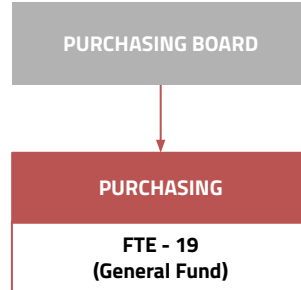 PURCHASING BOARD
PURCHASING
FTE - 19
(General Fund)